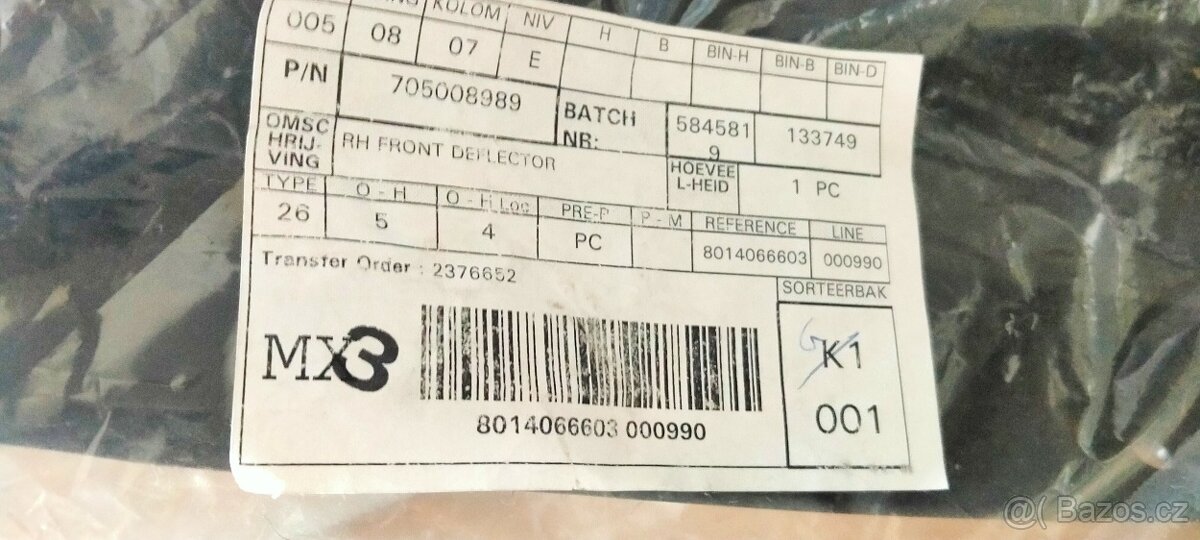 KOLOM NIV H B BIN-H BIN-B BIN-D
005 08 07 E
P/N 705008989 BATCH NR: 584581 9 133749
OMSC HRIJ- VING RH FRONT DEFLECTOR HOEVEE L-HEID 1 PC
TYPE O - H O - H Loc PRE-P P - M REFERENCE LINE
26 5 4 PC 8014066603 000990
Transfer Order : 2376652
SORTEERBAK
MX3
K1
001
8014066603 000990
@( Bazos.cz